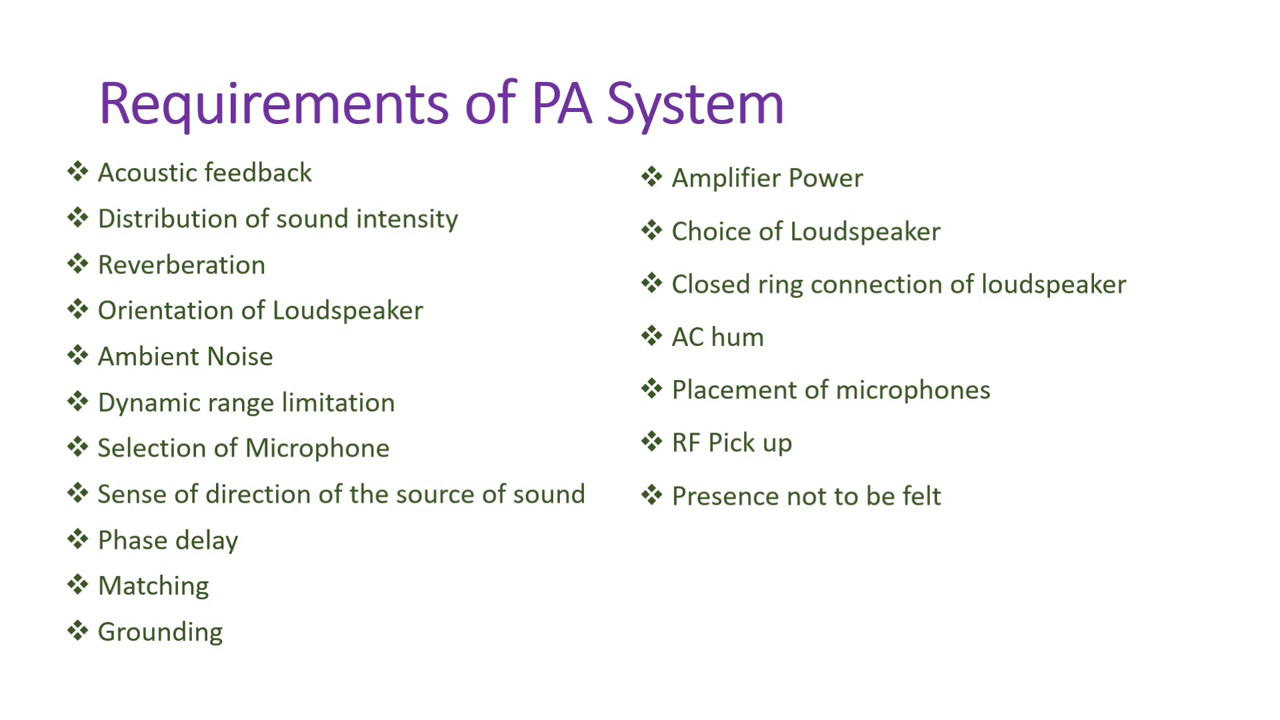 Requirements of PA System
❖ Acoustic feedback
❖ Distribution of sound intensity
❖ Reverberation
❖ Orientation of Loudspeaker
❖ Ambient Noise
❖ Dynamic range limitation
❖ Selection of Microphone
❖ Sense of direction of the source of sound
❖ Phase delay
❖ Matching
❖ Grounding
❖ Amplifier Power
❖ Choice of Loudspeaker
❖ Closed ring connection of loudspeaker
❖ AC hum
❖ Placement of microphones
❖ RF Pick up
❖ Presence not to be felt